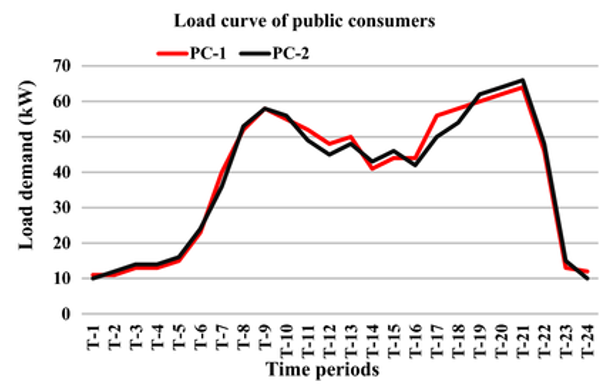 Load curve of public consumers
PC-1 PC-2
Load demand (kW)
70
60
50
40
30
20
10
0
T-1 T-2 T-3 T-4 T-5 T-6 T-7 T-8 T-9 T-10 T-11 T-12 T-13 T-14 T-15 T-16 T-17 T-18 T-19 T-20 T-21 T-22 T-23 T-24
Time periods